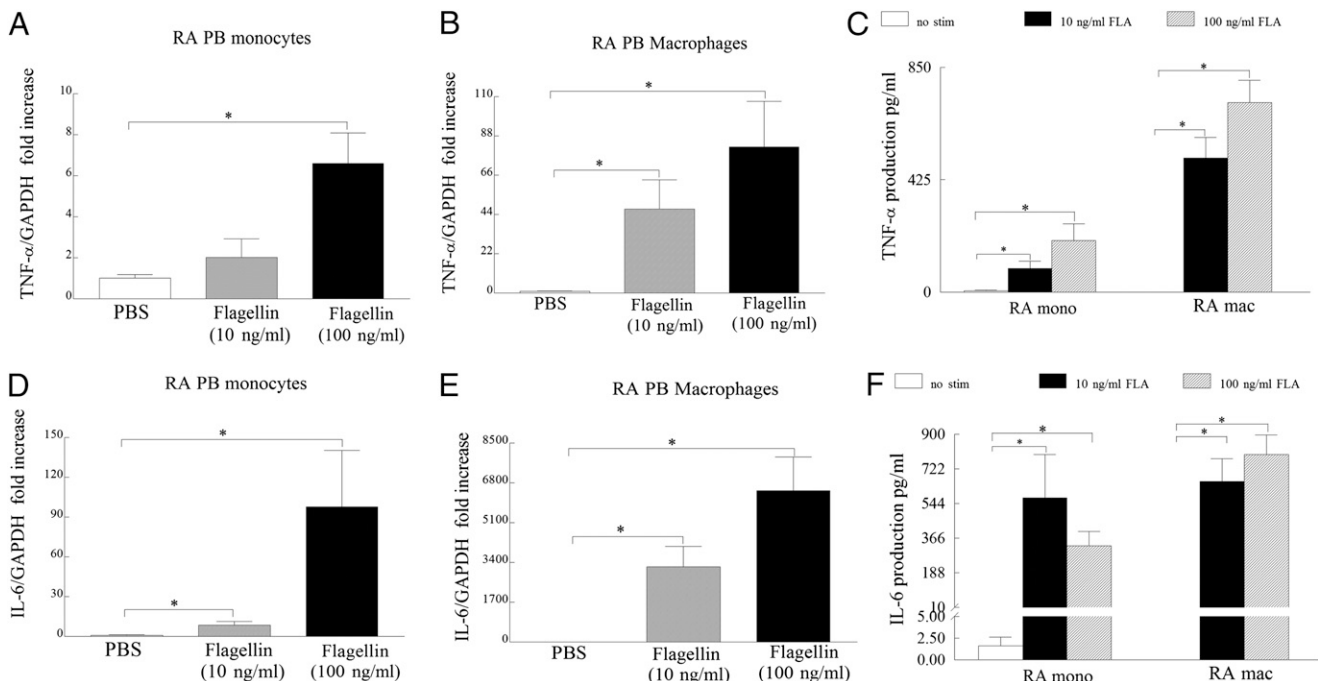 A
RA PB monocytes
TNF-α/GAPDH fold increase
10
8
6
4
2
0
*
PBS
Flagellin
(10 ng/ml)
Flagellin
(100 ng/ml)
B
RA PB Macrophages
TNF-α/GAPDH fold increase
110
88
66
44
22
0
*
*
PBS
Flagellin
(10 ng/ml)
Flagellin
(100 ng/ml)
C
no stim
10 ng/ml FLA
100 ng/ml FLA
TNF-α production pg/ml
850
425
0
*
*
*
*
RA mono
RA mac
D
RA PB monocytes
IL-6/GAPDH fold increase
150
120
90
60
30
0
*
*
PBS
Flagellin
(10 ng/ml)
Flagellin
(100 ng/ml)
E
RA PB Macrophages
IL-6/GAPDH fold increase
8500
6800
5100
3400
1700
0
*
*
PBS
Flagellin
(10 ng/ml)
Flagellin
(100 ng/ml)
F
no stim
10 ng/ml FLA
100 ng/ml FLA
IL-6 production pg/ml
900
722
544
366
188
10
5.00
2.50
0.00
*
*
*
*
RA mono
RA mac